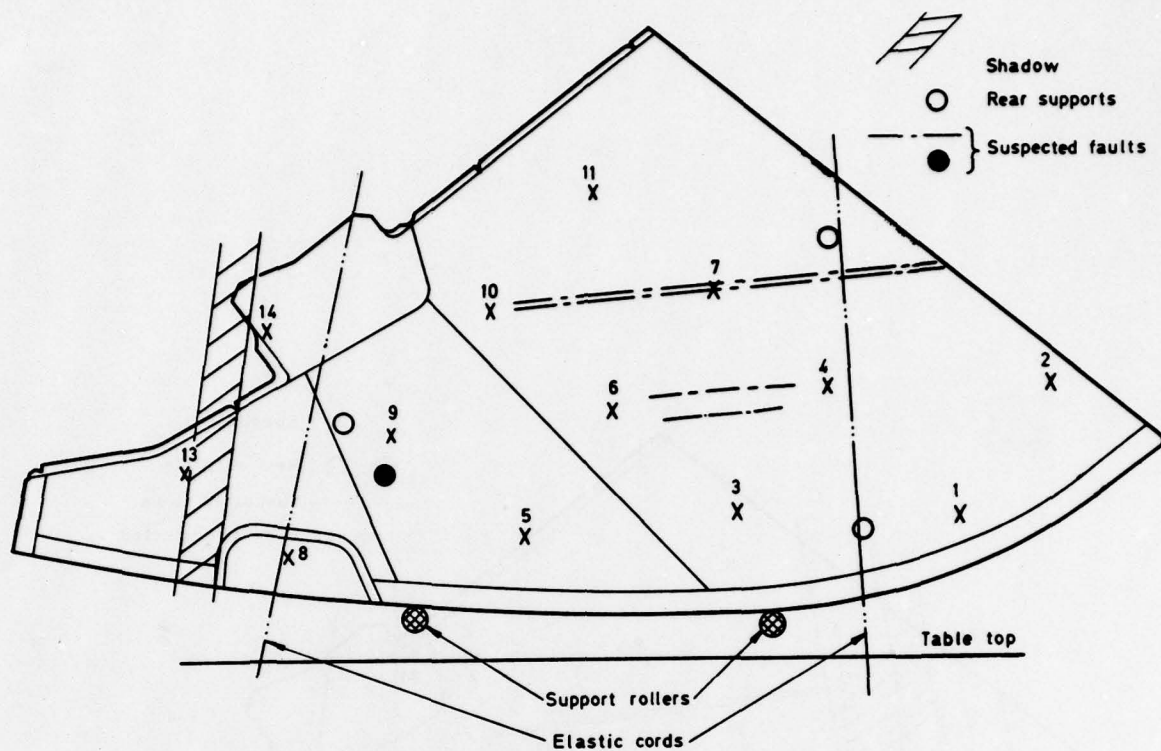 Shadow
Rear supports
Suspected faults
11
7
10
14
4
2
6
9
13
3
1
5
8
Table top
Support rollers
Elastic cords